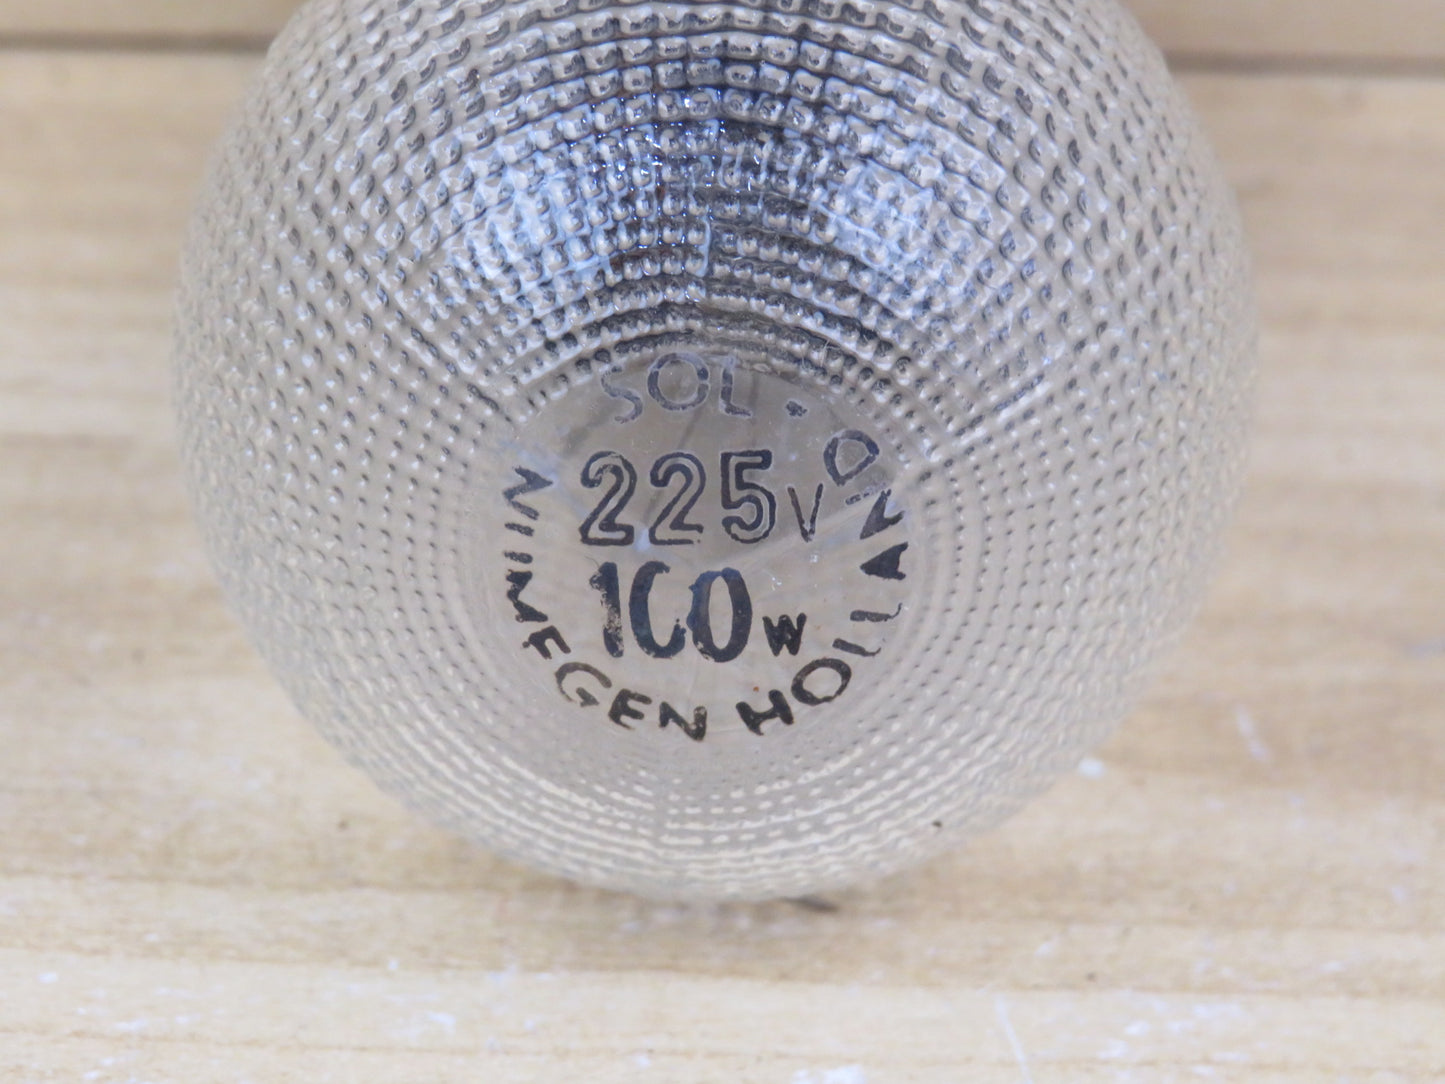 SOL.
225V
100W
NIJMEGEN HOLLAND